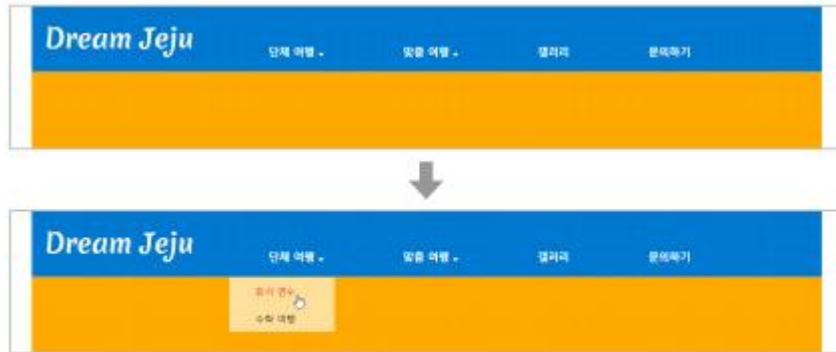 Dream Jeju
단체 여행
맞춤 여행
갤러리
문의하기
Dream Jeju
단체 여행
맞춤 여행
갤러리
문의하기
회사 연수
수학 여행